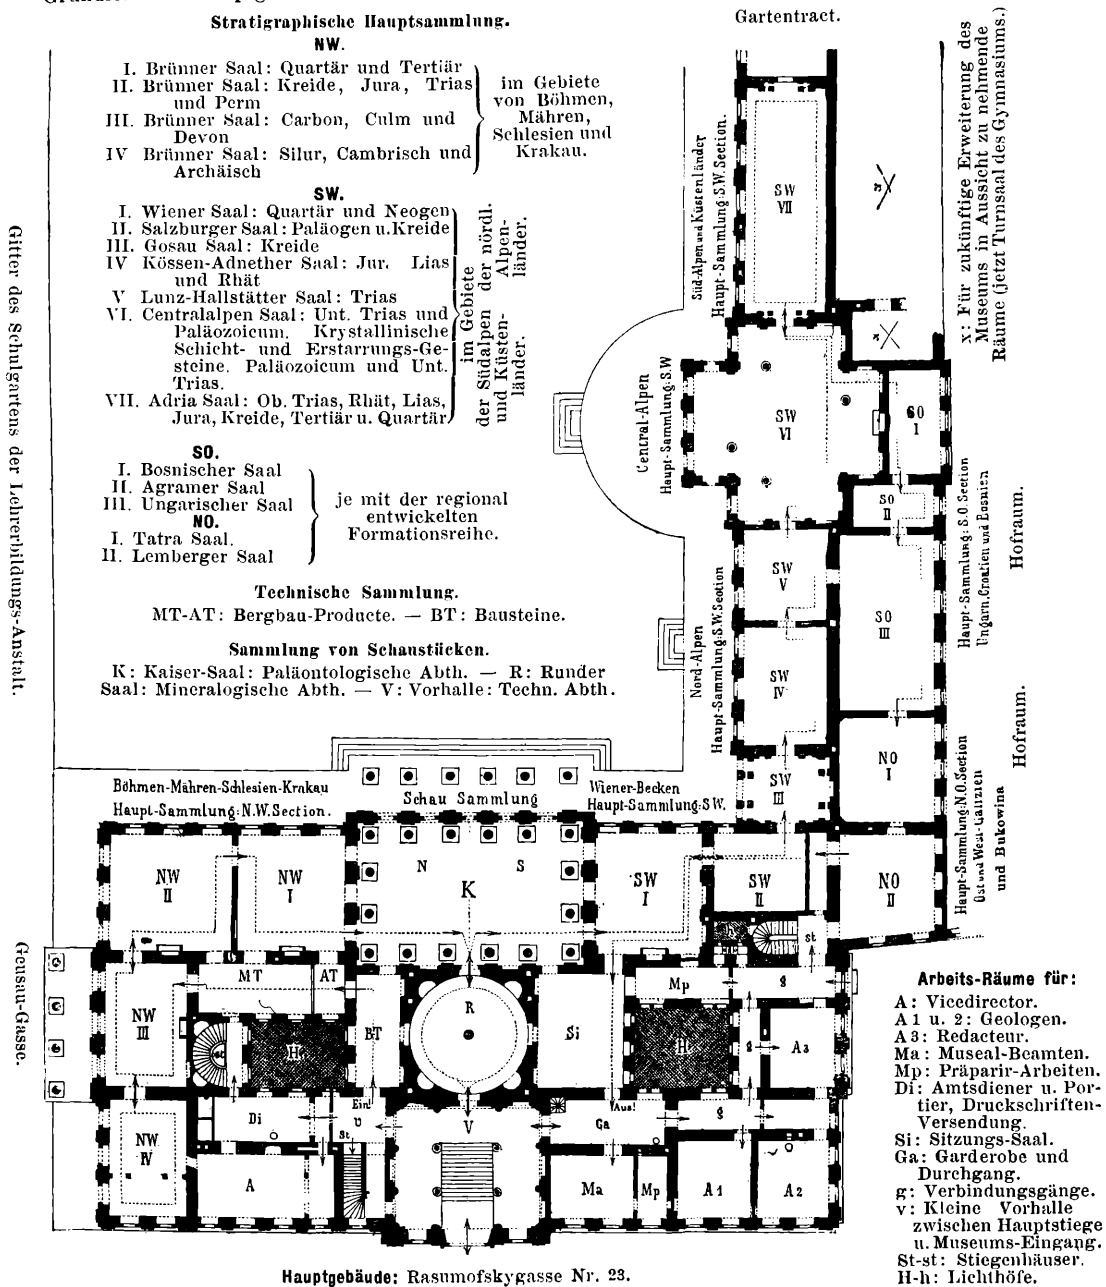 Stratigraphische Hauptsammlung.
NW.
I. Brünner Saal: Quartär und Tertiär
II. Brünner Saal: Kreide, Jura, Trias
und Perm
III. Brünner Saal: Carbon, Culm und
Devon
IV Brünner Saal: Silur, Cambrisch und
Archäisch
im Gebiete
von Böhmen,
Mähren,
Schlesien und
Krakau.
SW.
I. Wiener Saal: Quartär und Neogen
II. Salzburger Saal: Paläogen u. Kreide
III. Gosau Saal: Kreide
IV Kössen-Adnether Saal: Jur. Lias
und Rhät
V Lunz-Hallstätter Saal: Trias
VI. Centralalpen Saal: Unt. Trias und
Paläozoicum. Krystallinische
Schicht- und Erstarrungs-Ge-
steine. Paläozoicum und Unt.
Trias.
VII. Adria Saal: Ob. Trias, Rhät, Lias,
Jura, Kreide, Tertiär u. Quartär
im Gebiete
der Südalpen der nördl.
und Küsten- Alpen-
länder. länder.
SO.
I. Bosnischer Saal
II. Agramer Saal
III. Ungarischer Saal
NO.
I. Tatra Saal.
II. Lemberger Saal
je mit der regional
entwickelten
Formationsreihe.
Technische Sammlung.
MT-AT: Bergbau-Producte. — BT: Bausteine.
Sammlung von Schaustücken.
K: Kaiser-Saal: Paläontologische Abth. — R: Runder
Saal: Mineralogische Abth. — V: Vorhalle: Techn. Abth.
Gitter des Schulgartens der Lehrerbildungs-Anstalt.
Geusau-Gasse.
Gartentract.
x: Für zukünftige Erweiterung des
Museums in Aussicht zu nehmende
Räume (jetzt Turnsaal des Gymnasiums.)
Süd-Alpen und Küstenländer
Haupt-Sammlung: S.W. Section.
SW
VII
x
x
Central-Alpen
Haupt-Sammlung: S.W
SW
VI
SO
I
SO
II
Haupt-Sammlung: S.O. Section
Ungarn, Croatien und Bosnien
Hofraum.
SW
V
SO
III
Nord-Alpen
Haupt-Sammlung: S.W. Section
SW
IV
NO
I
Hofraum.
SW
III
Haupt-Sammlung: N.O. Section
Ost und West-Galizien
und Bukowina
Böhmen-Mähren-Schlesien-Krakau
Haupt-Sammlung: N.W. Section.
Schau Sammlung
Wiener-Becken
Haupt-Sammlung: S.W.
NW
II
NW
I
N
S
K
SW
I
SW
II
NO
II
h
st
MT
AT
Mp
g
NW
III
st
H
BT
R
Si
H
g
A3
Di
Ein!
v
St
V
Aus!
Ga
g
NW
IV
A
Ma
Mp
A1
A2
Arbeits-Räume für:
A: Vicedirector.
A1 u. 2: Geologen.
A3: Redacteur.
Ma: Museal-Beamten.
Mp: Präparir-Arbeiten.
Di: Amtsdiener u. Por-
tier, Druckschriften-
Versendung.
Si: Sitzungs-Saal.
Ga: Garderobe und
Durchgang.
g: Verbindungsgänge.
v: Kleine Vorhalle
zwischen Hauptstiege
u. Museums-Eingang.
St-st: Stiegenhäuser.
H-h: Lichthöfe.
Hauptgebäude: Rasumofskygasse Nr. 23.